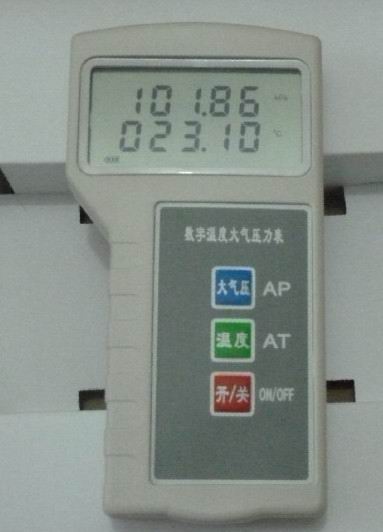 101.86 kPa
023.10 ℃
数字温度大气压力表
大气压 AP
温度 AT
开/关 ON/OFF